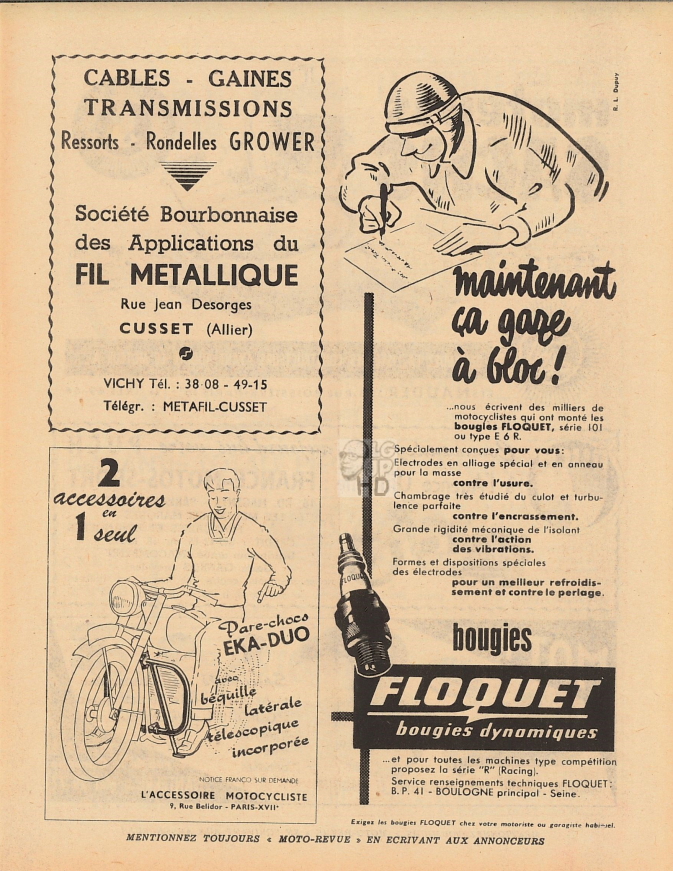 CABLES - GAINES
TRANSMISSIONS
Ressorts - Rondelles GROWER
Société Bourbonnaise
des Applications du
FIL METALLIQUE
Rue Jean Desorges
CUSSET (Allier)
VICHY Tél. : 38-08 - 49-15
Télégr. : METAFIL-CUSSET
2
accessoires
en
1 seul
Pare-chocs
EKA-DUO
avec
béquille
latérale
télescopique
incorporée
NOTICE FRANCO SUR DEMANDE
L'ACCESSOIRE MOTOCYCLISTE
9, Rue Belidor - PARIS-XVII
R. L. Dupuy
maintenant
ça gaze
à bloc !
...nous écrivent des milliers de
motocyclistes qui ont monté les
bougies FLOQUET, série 101
ou type E 6 R.
Spécialement conçues pour vous:
Electrodes en alliage spécial et en anneau
pour la masse
contre l'usure.
Chambrage très étudié du culot et turbu-
lence parfaite
contre l'encrassement.
Grande rigidité mécanique de l'isolant
contre l'action
des vibrations.
Formes et dispositions spéciales
des électrodes
pour un meilleur refroidis-
sement et contre le perlage.
FLOQUET
bougies
FLOQUET
bougies dynamiques
...et pour toutes les machines type compétition
proposez la série "R" (Racing).
Service renseignements techniques FLOQUET:
B.P. 41 - BOULOGNE principal - Seine.
Exigez les bougies FLOQUET chez votre motoriste ou garagiste habituel.
MENTIONNEZ TOUJOURS « MOTO-REVUE » EN ECRIVANT AUX ANNONCEURS